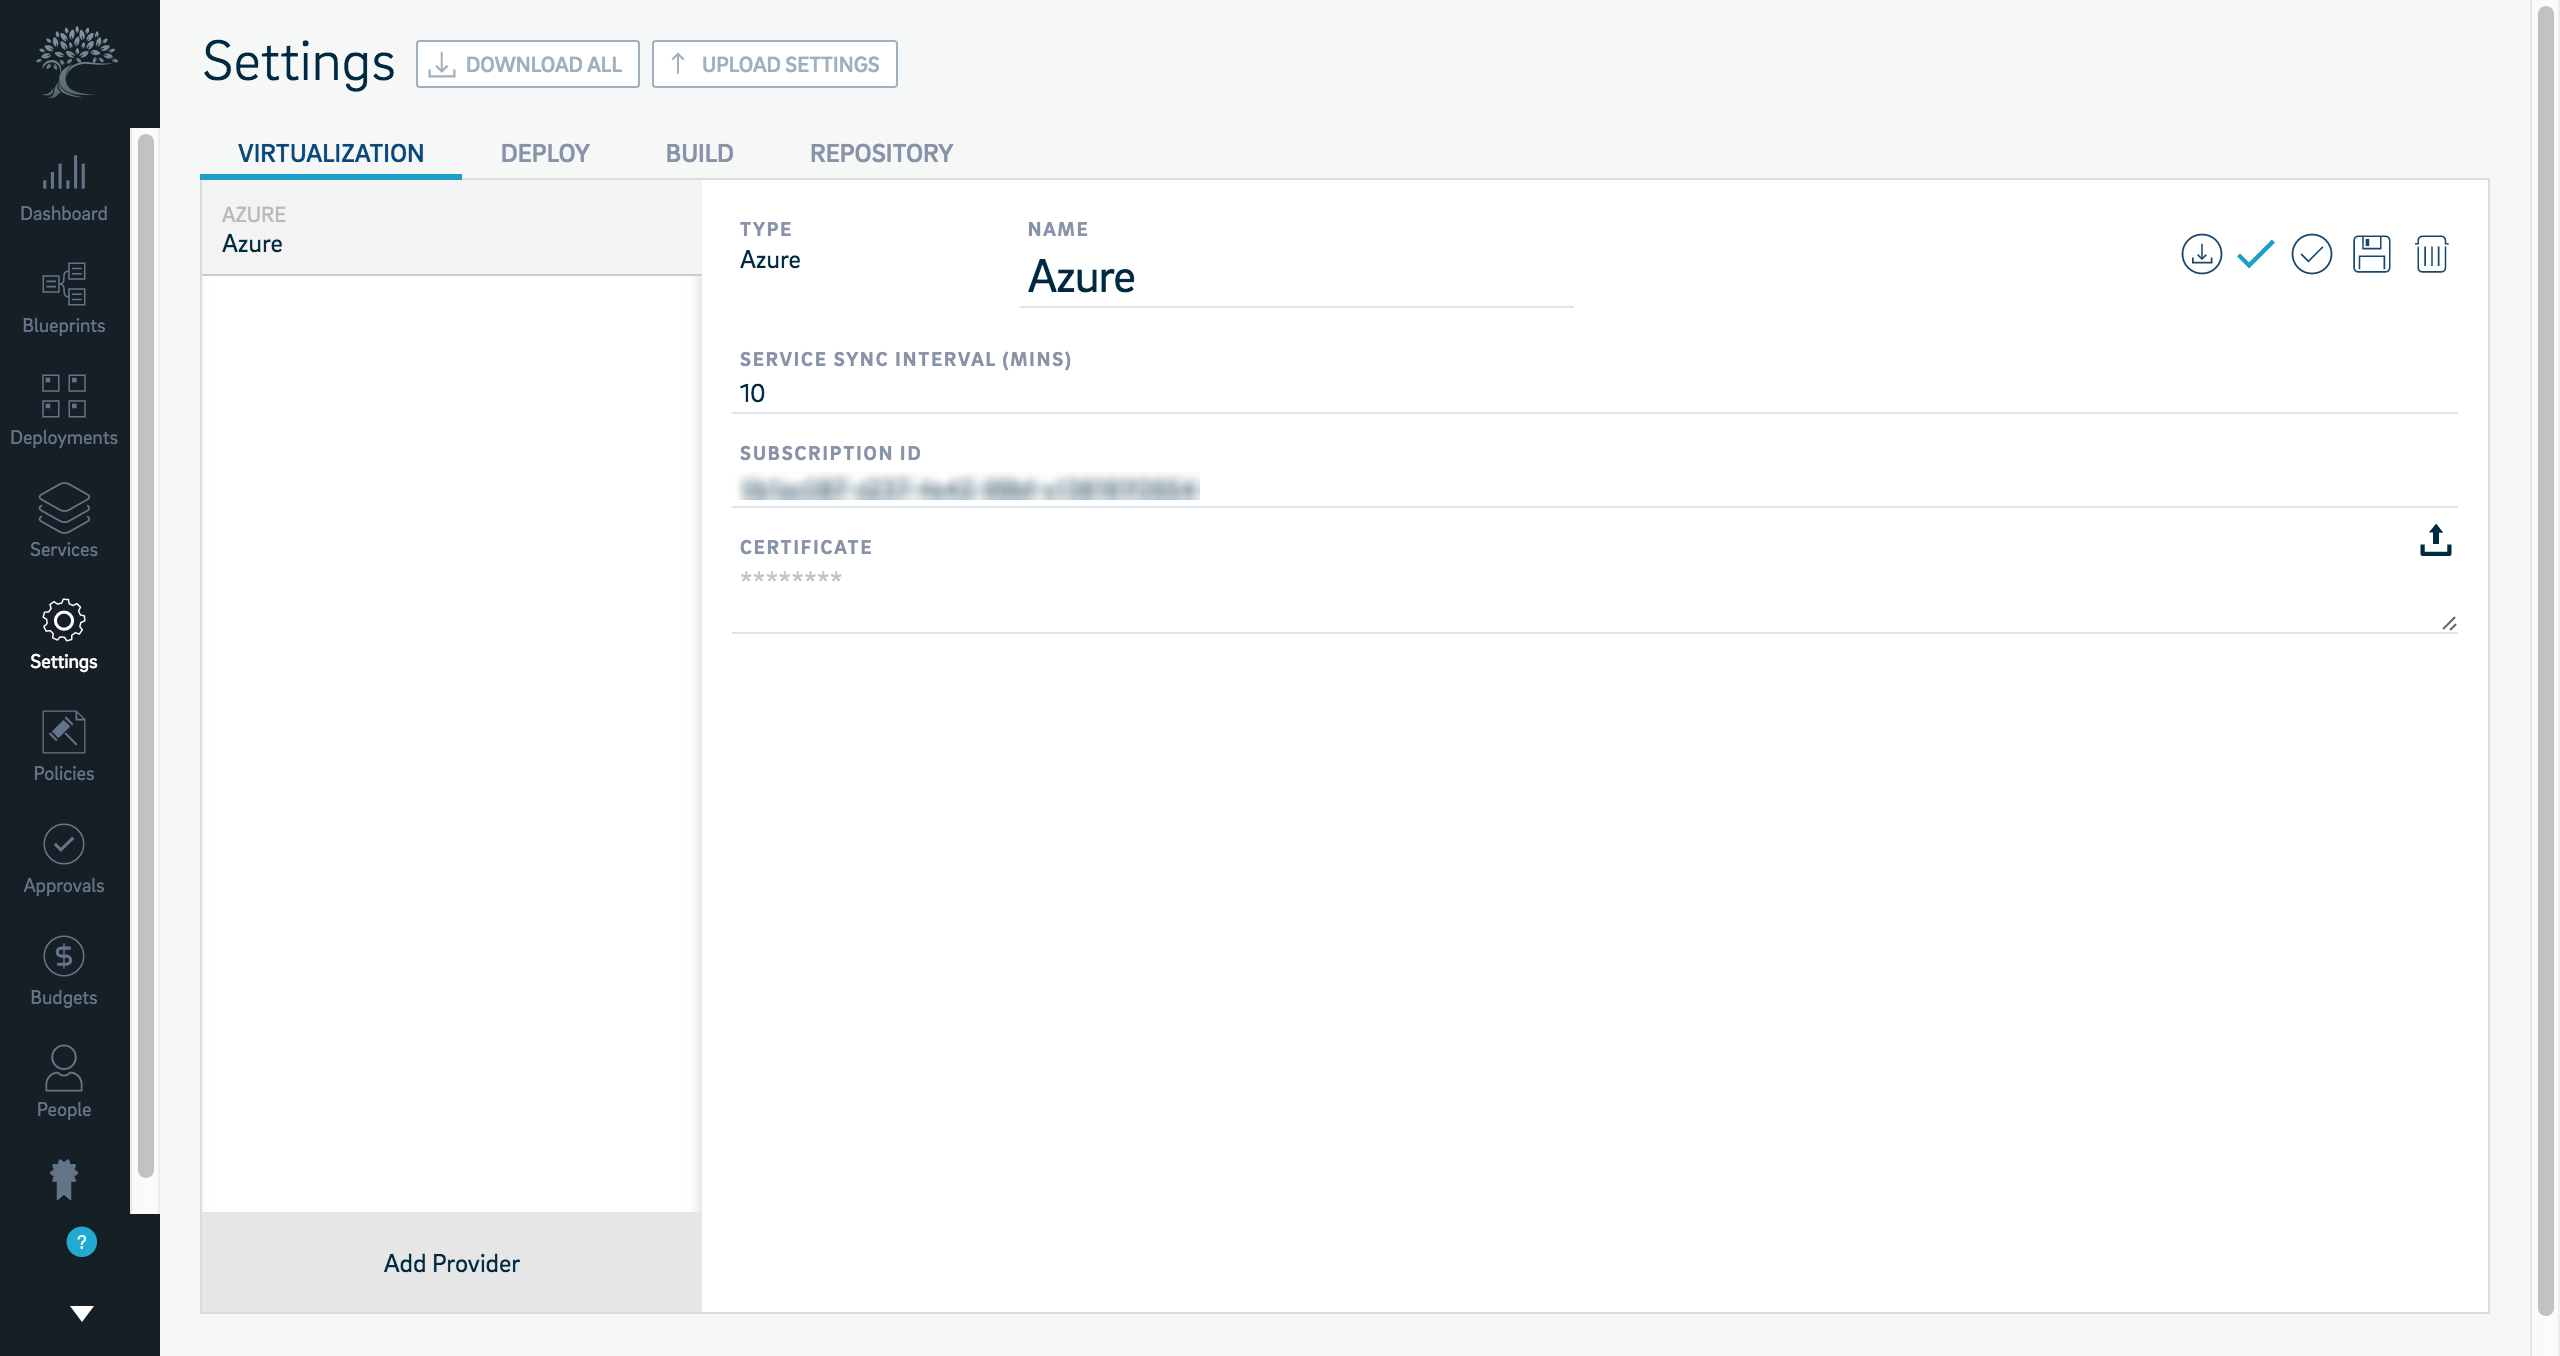 Settings
DOWNLOAD ALL
UPLOAD SETTINGS
VIRTUALIZATION
DEPLOY
BUILD
REPOSITORY
Dashboard
Blueprints
Deployments
Services
Settings
Policies
Approvals
Budgets
People
?
AZURE
Azure
Add Provider
TYPE
Azure
NAME
Azure
SERVICE SYNC INTERVAL (MINS)
10
SUBSCRIPTION ID
CERTIFICATE
********